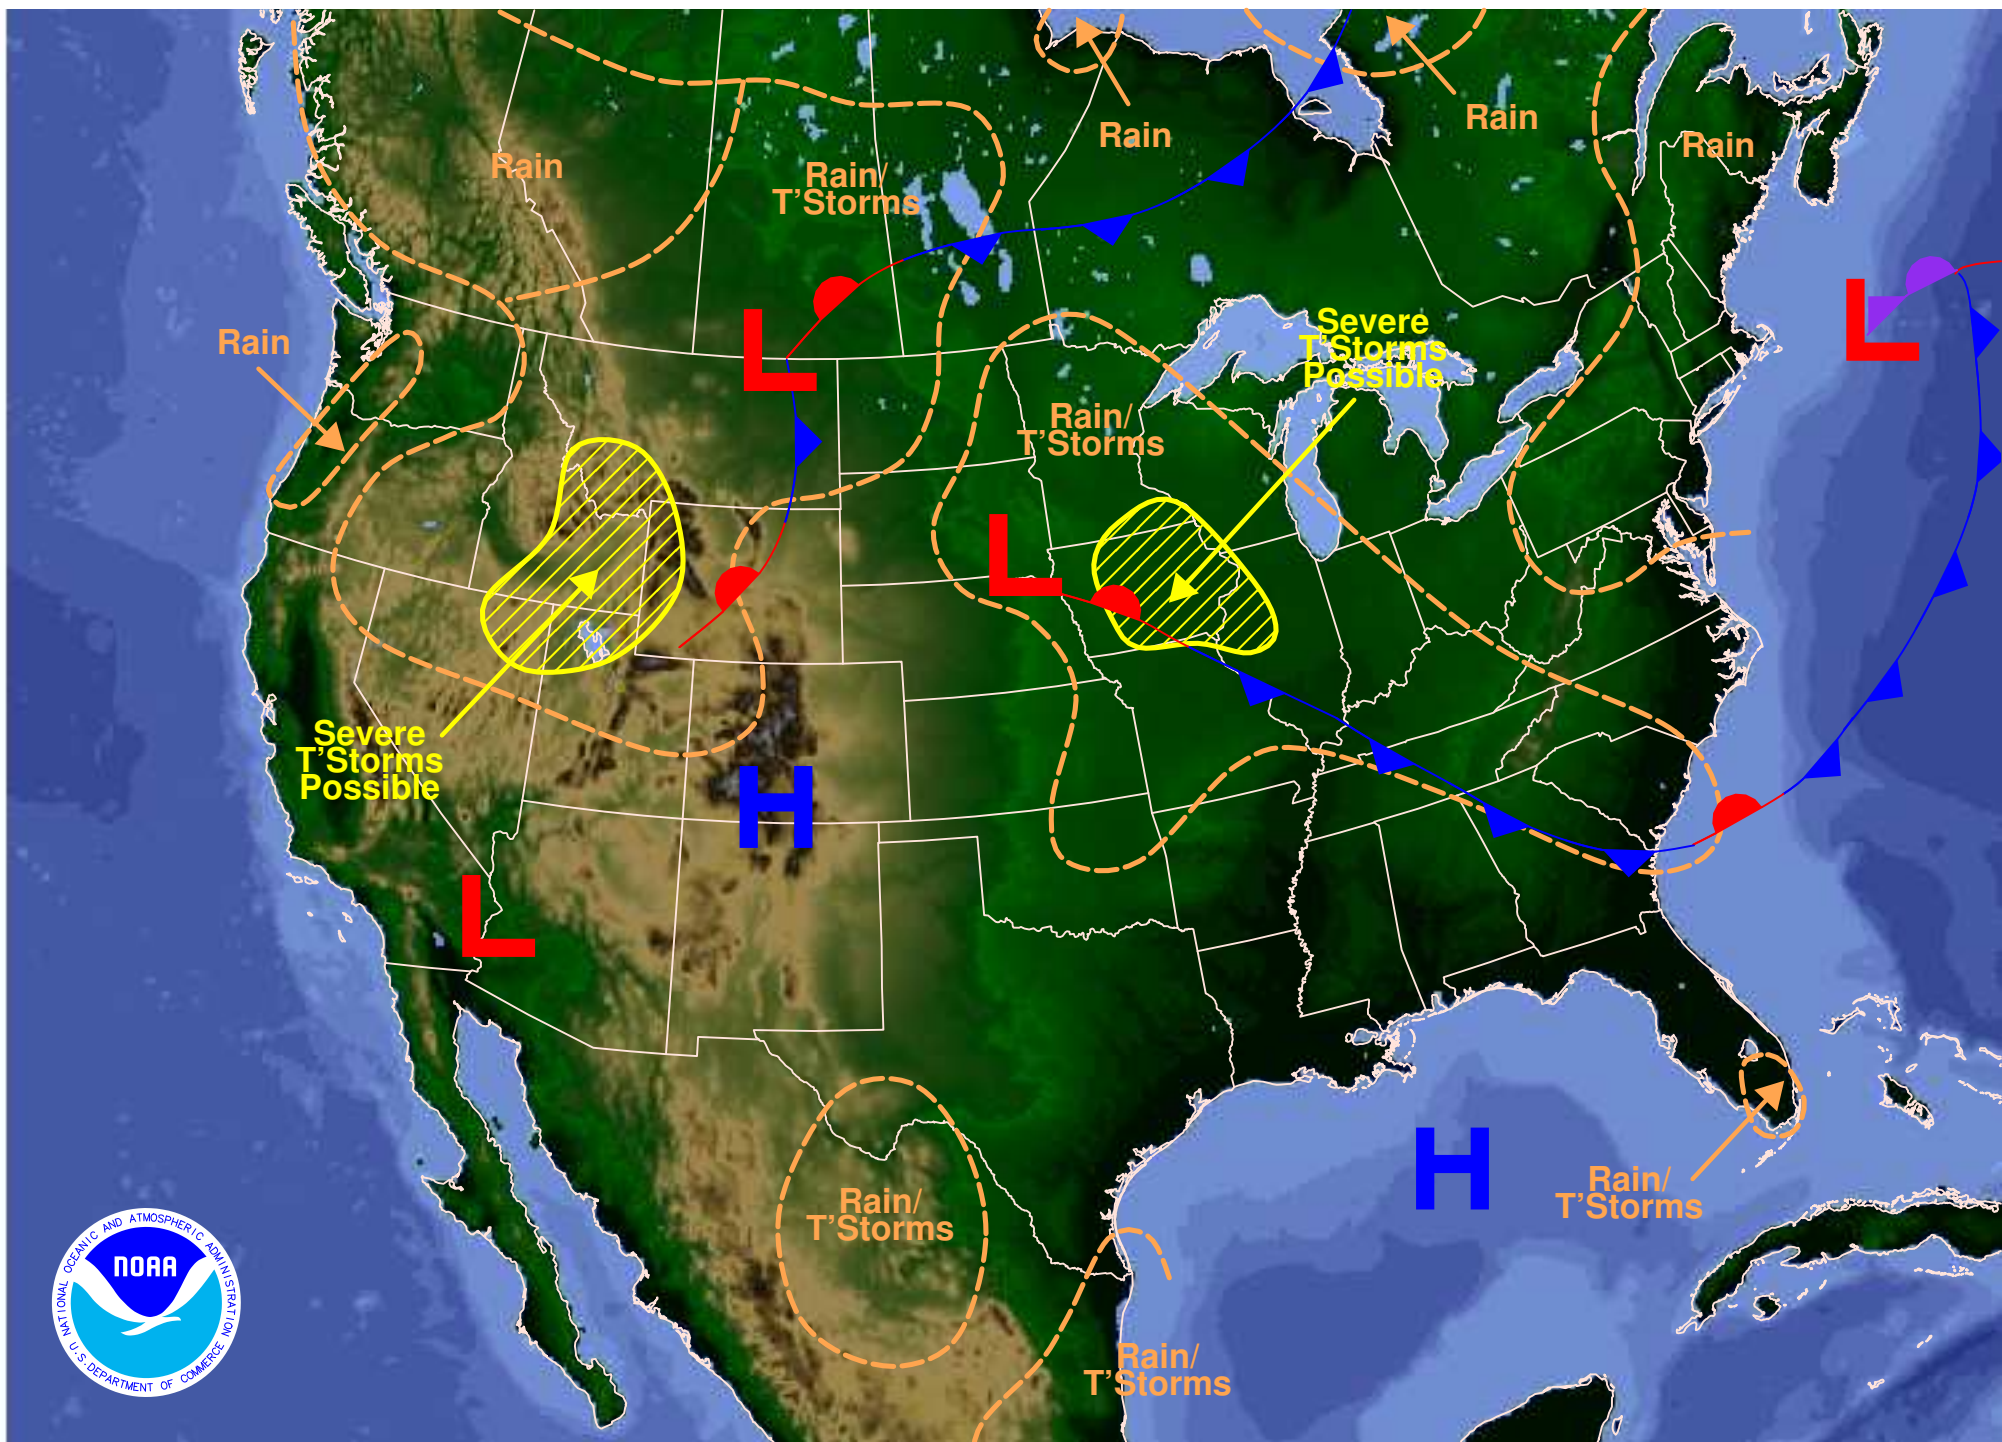 Rain
Rain
Rain
Rain
Rain/
T'Storms
Rain
L
Severe
T'Storms
Possible
Rain
L
Rain/
T'Storms
L
Severe
T'Storms
Possible
H
L
H
Rain/
T'Storms
Rain/
T'Storms
Rain/
T'Storms
NATIONAL OCEANIC AND ATMOSPHERIC ADMINISTRATION
NOAA
U.S. DEPARTMENT OF COMMERCE